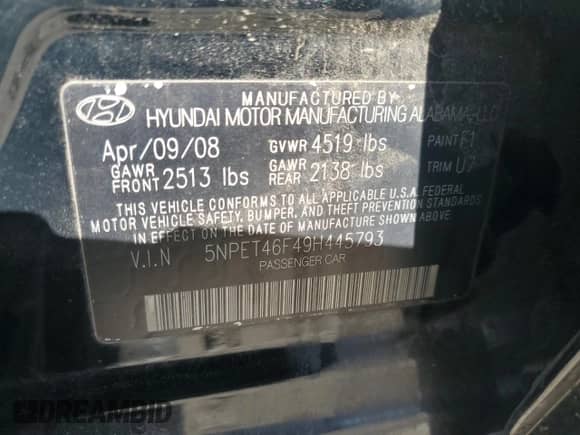 MANUFACTURED BY
HYUNDAI MOTOR MANUFACTURING ALABAMA, LLC
Apr/09/08 GVWR 4519 lbs PAINT F1
GAWR FRONT 2513 lbs GAWR REAR 2138 lbs TRIM U7
THIS VEHICLE CONFORMS TO ALL APPLICABLE U.S.A. FEDERAL
MOTOR VEHICLE SAFETY, BUMPER, AND THEFT PREVENTION STANDARDS
IN EFFECT ON THE DATE OF MANUFACTURE SHOWN ABOVE.
V.I.N 5NPET46F49H445793
PASSENGER CAR
DREAMBID